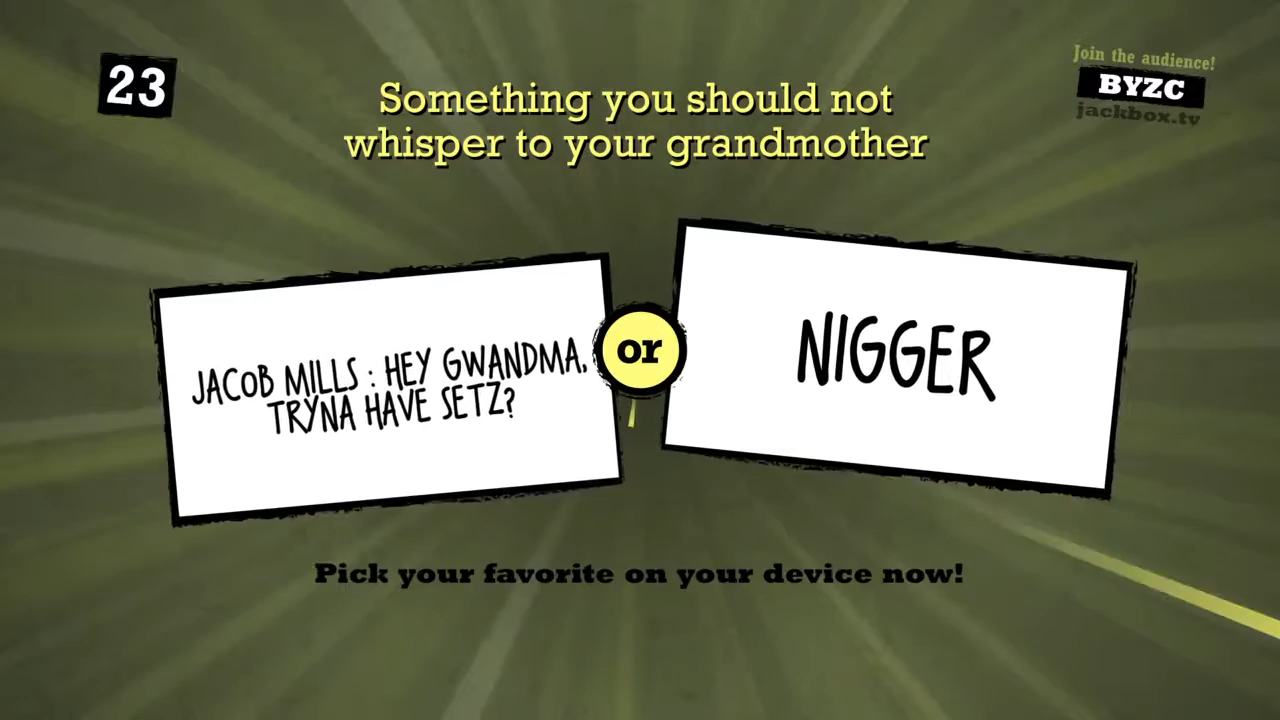 23
Join the audience!
BYZC
jackbox.tv
Something you should not
whisper to your grandmother
JACOB MILLS : HEY GWANDMA,
TRYNA HAVE SETZ?
or
NIGGER
Pick your favorite on your device now!